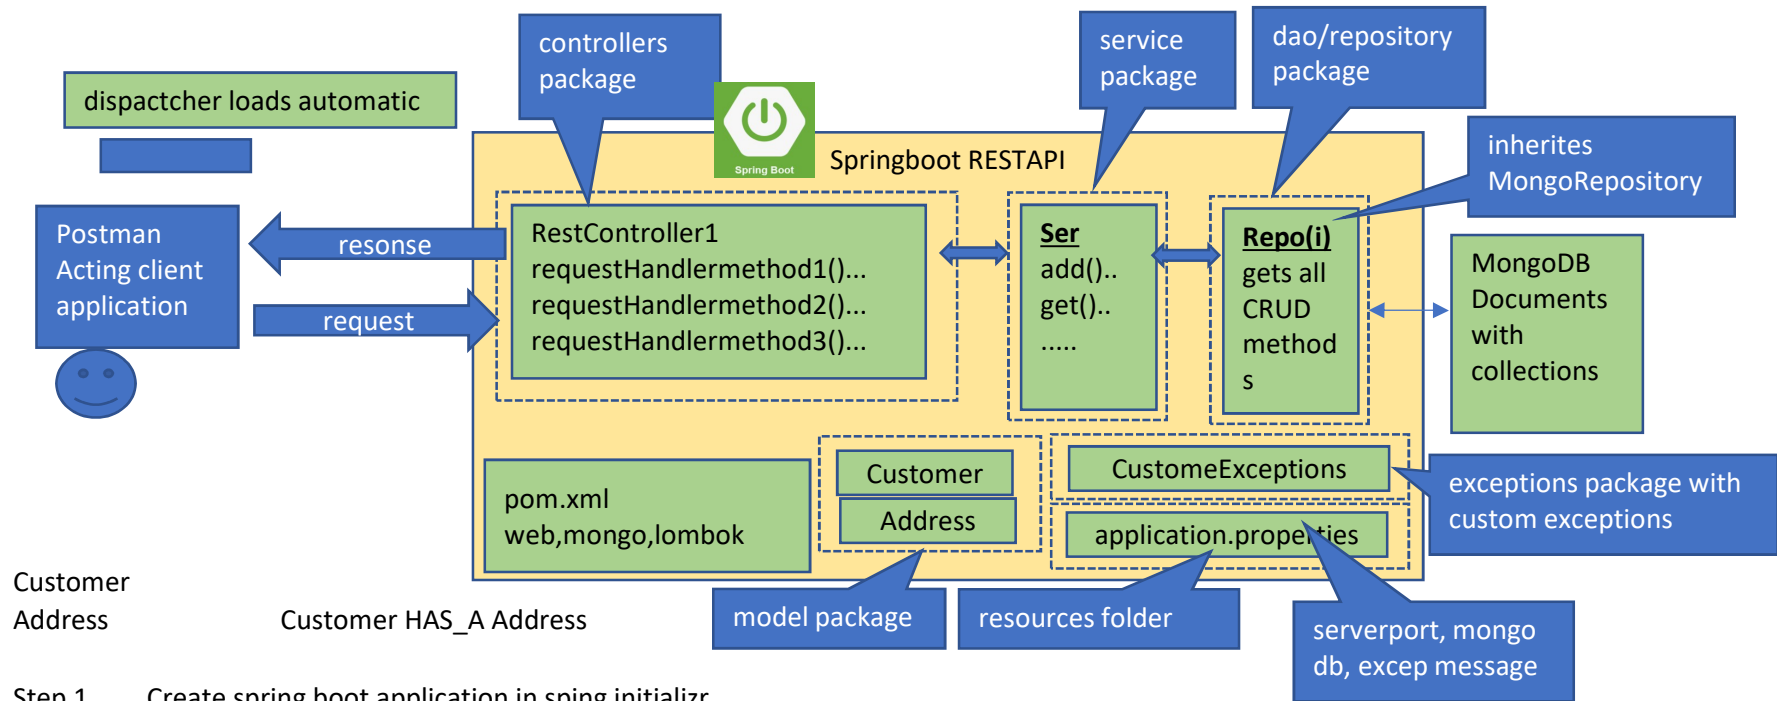 controllers
package
service
package
dao/repository
package
dispactcher loads automatic
Spring Boot
Springboot RESTAPI
inherites
MongoRepository
Postman
Acting client
application
resonse
request
RestController1
requestHandlermethod1()...
requestHandlermethod2()...
requestHandlermethod3()...
Ser
add()..
get()..
.....
Repo(i)
gets all
CRUD
method
s
MongoDB
Documents
with
collections
pom.xml
web,mongo,lombok
Customer
Address
CustomeExceptions
application.properties
exceptions package with
custom exceptions
model package
resources folder
serverport, mongo
db, excep message
Customer
Address Customer HAS_A Address
Step 1 Create spring boot application in sping initializr